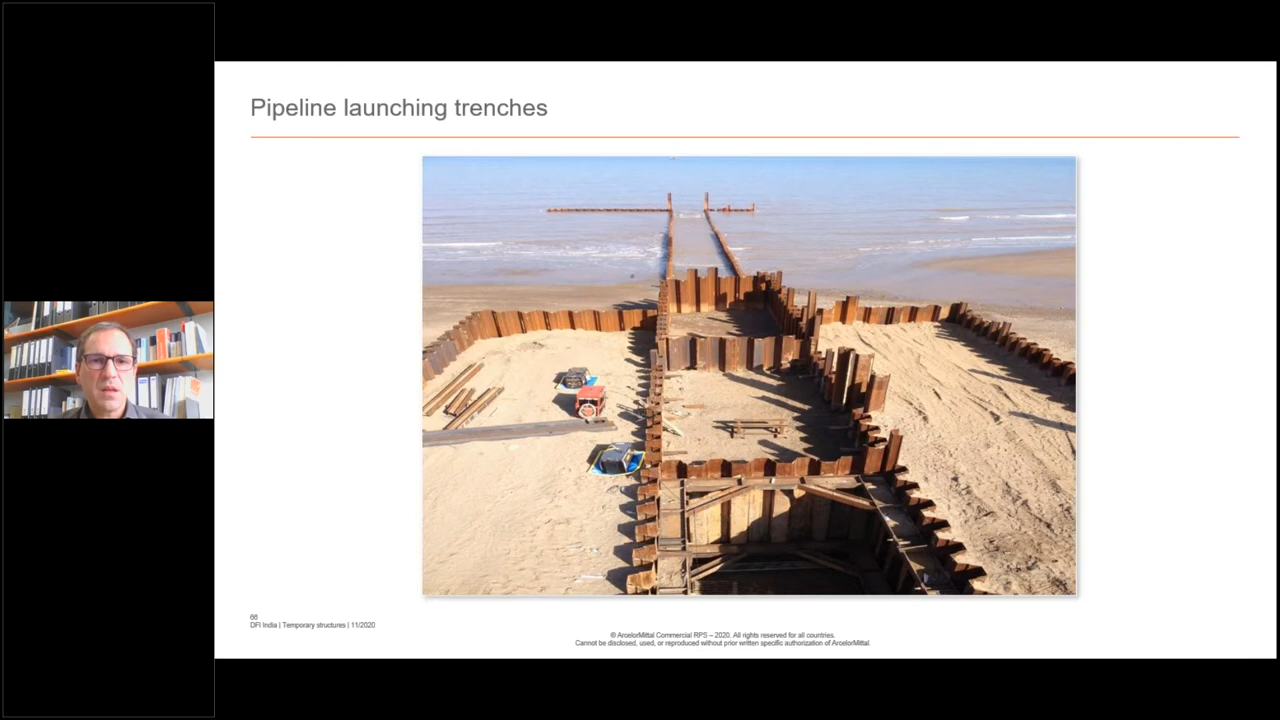 Pipeline launching trenches
66
DFI India | Temporary structures | 11/2020
© ArcelorMittal Commercial RPS – 2020. All rights reserved for all countries.
Cannot be disclosed, used, or reproduced without prior written specific authorization of ArcelorMittal.